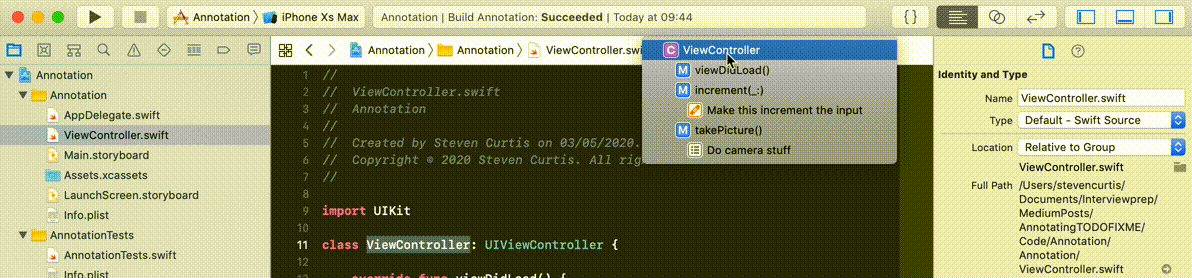 Annotation
iPhone Xs Max
Annotation | Build Annotation: Succeeded | Today at 09:44
{}
Annotation
Annotation
AppDelegate.swift
ViewController.swift
Main.storyboard
Assets.xcassets
LaunchScreen.storyboard
Info.plist
AnnotationTests
AnnotationTests.swift
Info.plist
Annotation
Annotation
ViewController.swi
C ViewController
M viewDidLoad()
M increment(_:)
Make this increment the input
M takePicture()
Do camera stuff
1 //
2 // ViewController.swift
3 // Annotation
4 //
5 // Created by Steven Curtis on 03/05/2020.
6 // Copyright © 2020 Steven Curtis. All rig
7 //
8
9 import UIKit
10
11 class ViewController: UIViewController {
12
override func viewDidLoad() {
Identity and Type
Name ViewController.swift
Type Default - Swift Source
Location Relative to Group
ViewController.swift
Full Path /Users/stevencurtis/
Documents/Interviewprep/
MediumPosts/
AnnotatingTODOFIXME/
Code/Annotation/
Annotation/
ViewController.swift